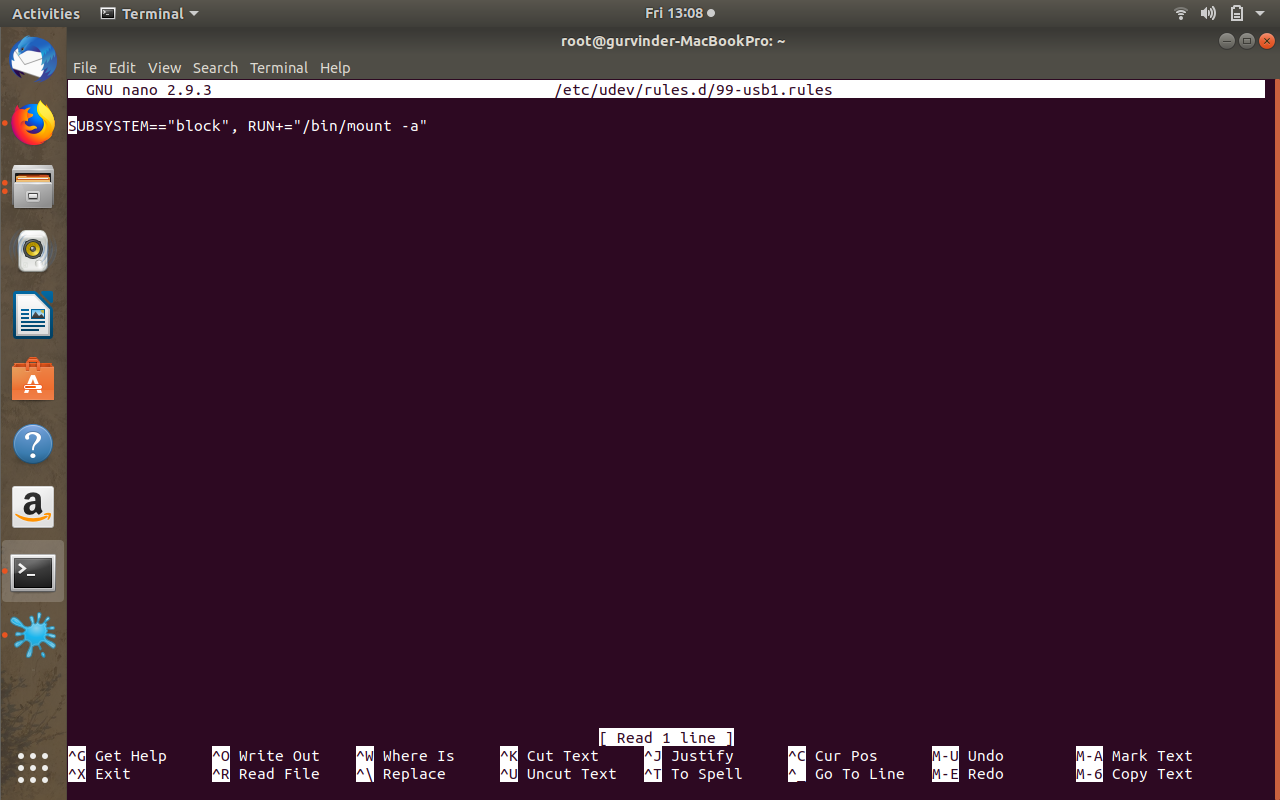 Activities Terminal Fri 13:08
root@gurvinder-MacBookPro: ~
File Edit View Search Terminal Help
GNU nano 2.9.3 /etc/udev/rules.d/99-usb1.rules
SUBSYSTEM=="block", RUN+="/bin/mount -a"
[ Read 1 line ]
^G Get Help ^O Write Out ^W Where Is ^K Cut Text ^J Justify ^C Cur Pos M-U Undo M-A Mark Text
^X Exit ^R Read File ^\ Replace ^U Uncut Text ^T To Spell ^_ Go To Line M-E Redo M-6 Copy Text